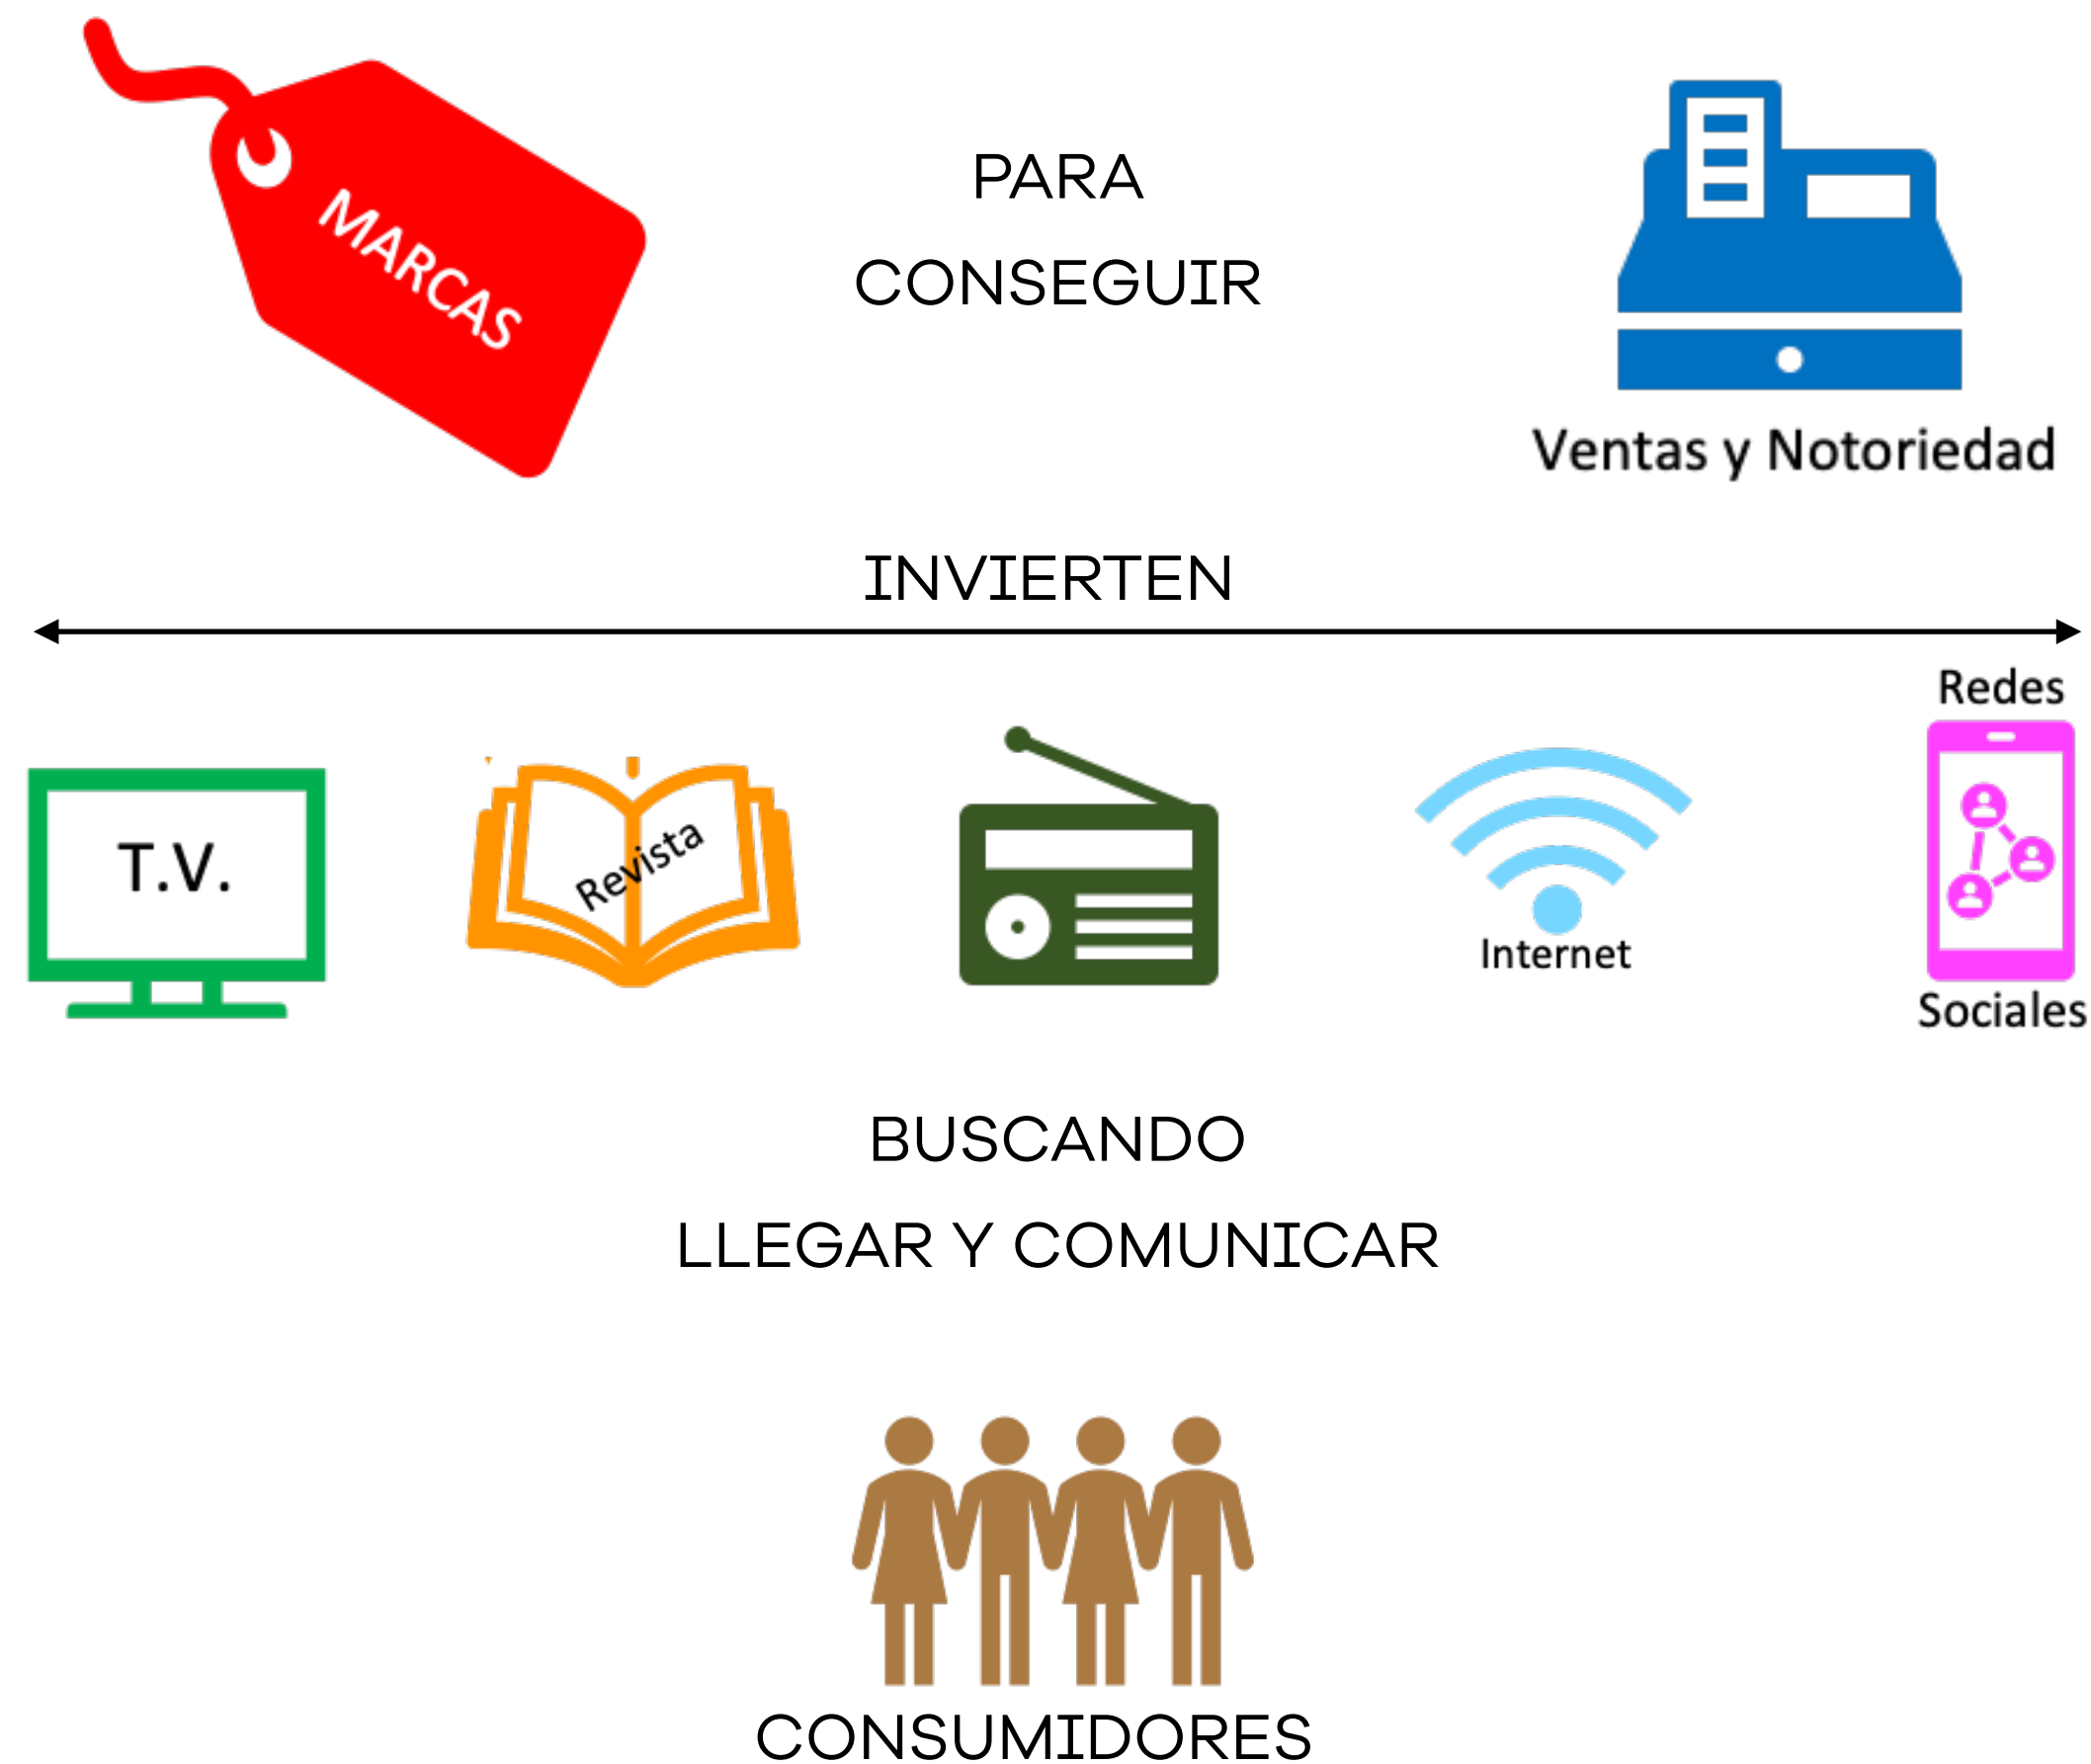 MARCAS
PARA
CONSEGUIR
Ventas y Notoriedad
INVIERTEN
T.V.
Revista
Internet
Redes
Sociales
BUSCANDO
LLEGAR Y COMUNICAR
CONSUMIDORES